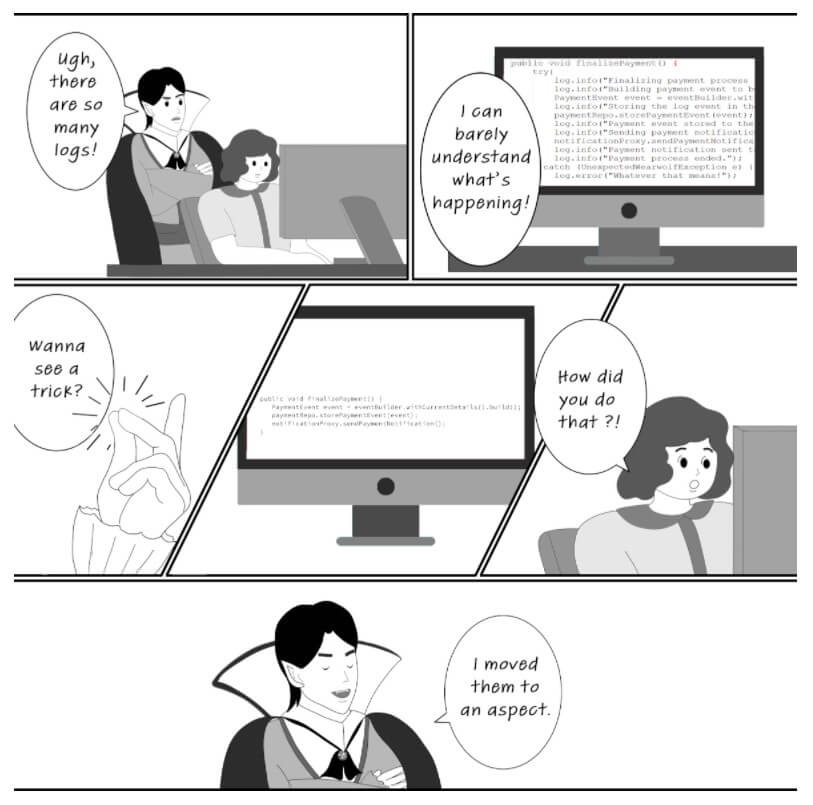 Ugh,
there
are so
many
logs!
I can
barely
understand
what's
happening!
public void finalizePayment() {
try{
log.info("Finalizing payment process
log.info("Building payment event to b
PaymentEvent event = eventBuilder.wit
log.info("Storing the log event in th
paymentRepo.storePaymentEvent(event);
log.info("Payment event stored to the
log.info("Sending payment notificatio
notificationProxy.sendPaymentNotifica
log.info("Payment notification sent t
log.info("Payment process ended.");
catch (UnexpectedWearwolfException e) {
log.error("Whatever that means!");
Wanna
see a
trick?
public void finalizePayment() {
PaymentEvent event = eventBuilder.withCurrentDetails().build();
paymentRepo.storePaymentEvent(event);
notificationProxy.sendPaymentNotification();
}
How did
you do
that ?!
I moved
them to
an aspect.